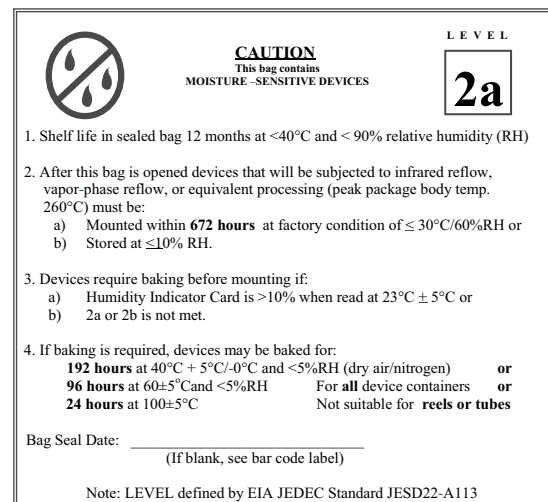 LEVEL
CAUTION
This bag contains
MOISTURE –SENSITIVE DEVICES
2a
1. Shelf life in sealed bag 12 months at <40°C and < 90% relative humidity (RH)
2. After this bag is opened devices that will be subjected to infrared reflow,
vapor-phase reflow, or equivalent processing (peak package body temp.
260°C) must be:
a) Mounted within 672 hours at factory condition of ≤ 30°C/60%RH or
b) Stored at ≤10% RH.
3. Devices require baking before mounting if:
a) Humidity Indicator Card is >10% when read at 23°C ± 5°C or
b) 2a or 2b is not met.
4. If baking is required, devices may be baked for:
192 hours at 40°C + 5°C/-0°C and <5%RH (dry air/nitrogen) or
96 hours at 60±5°Cand <5%RH For all device containers or
24 hours at 100±5°C Not suitable for reels or tubes
Bag Seal Date: ______________________________
(If blank, see bar code label)
Note: LEVEL defined by EIA JEDEC Standard JESD22-A113